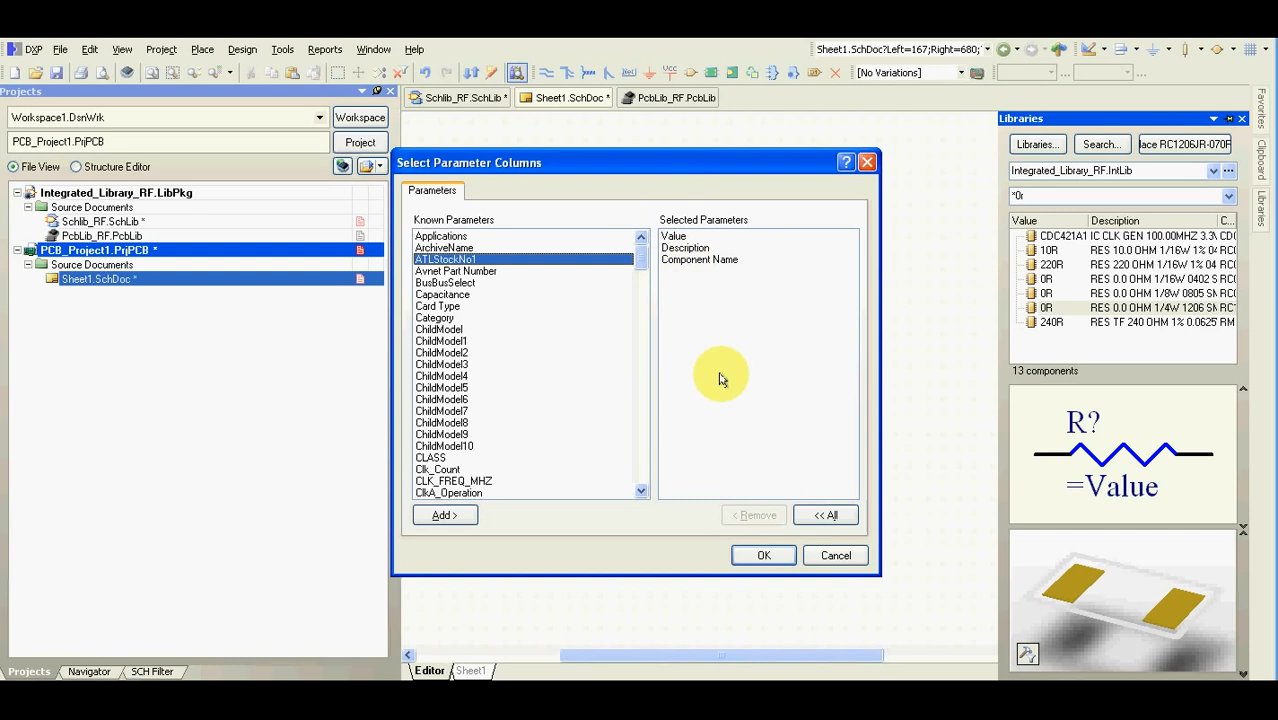 DXP File Edit View Project Place Design Tools Reports Window Help
Sheet1.SchDoc?Left=167;Right=680;
[No Variations]
Projects
Workspace1.DsnWrk Workspace
PCB_Project1.PrjPCB Project
File View Structure Editor
Integrated_Library_RF.LibPkg
Source Documents
Schlib_RF.SchLib *
PcbLib_RF.PcbLib
PCB_Project1.PrjPCB *
Source Documents
Sheet1.SchDoc *
Projects Navigator SCH Filter
Schlib_RF.SchLib * Sheet1.SchDoc * PcbLib_RF.PcbLib
Select Parameter Columns
Parameters
Known Parameters
Applications
ArchiveName
ATLStockNo1
Avnet Part Number
BusBusSelect
Capacitance
Card Type
Category
ChildModel
ChildModel1
ChildModel2
ChildModel3
ChildModel4
ChildModel5
ChildModel6
ChildModel7
ChildModel8
ChildModel9
ChildModel10
CLASS
Clk_Count
CLK_FREQ_MHZ
ClkA_Operation
Selected Parameters
Value
Description
Component Name
Add > < Remove << All
OK Cancel
Editor Sheet1
Libraries
Libraries... Search... lace RC1206JR-070R
Integrated_Library_RF.IntLib
*0r
Value Description C...
CDC421A1 IC CLK GEN 100.00MHZ 3.3
10R RES 10 OHM 1/16W 1% 04
220R RES 220 OHM 1/16W 1% 04
0R RES 0.0 OHM 1/16W 0402 S
0R RES 0.0 OHM 1/8W 0805 SM
0R RES 0.0 OHM 1/4W 1206 SM
240R RES TF 240 OHM 1% 0.0625
13 components
R?
=Value
Favorites
Clipboard
Libraries